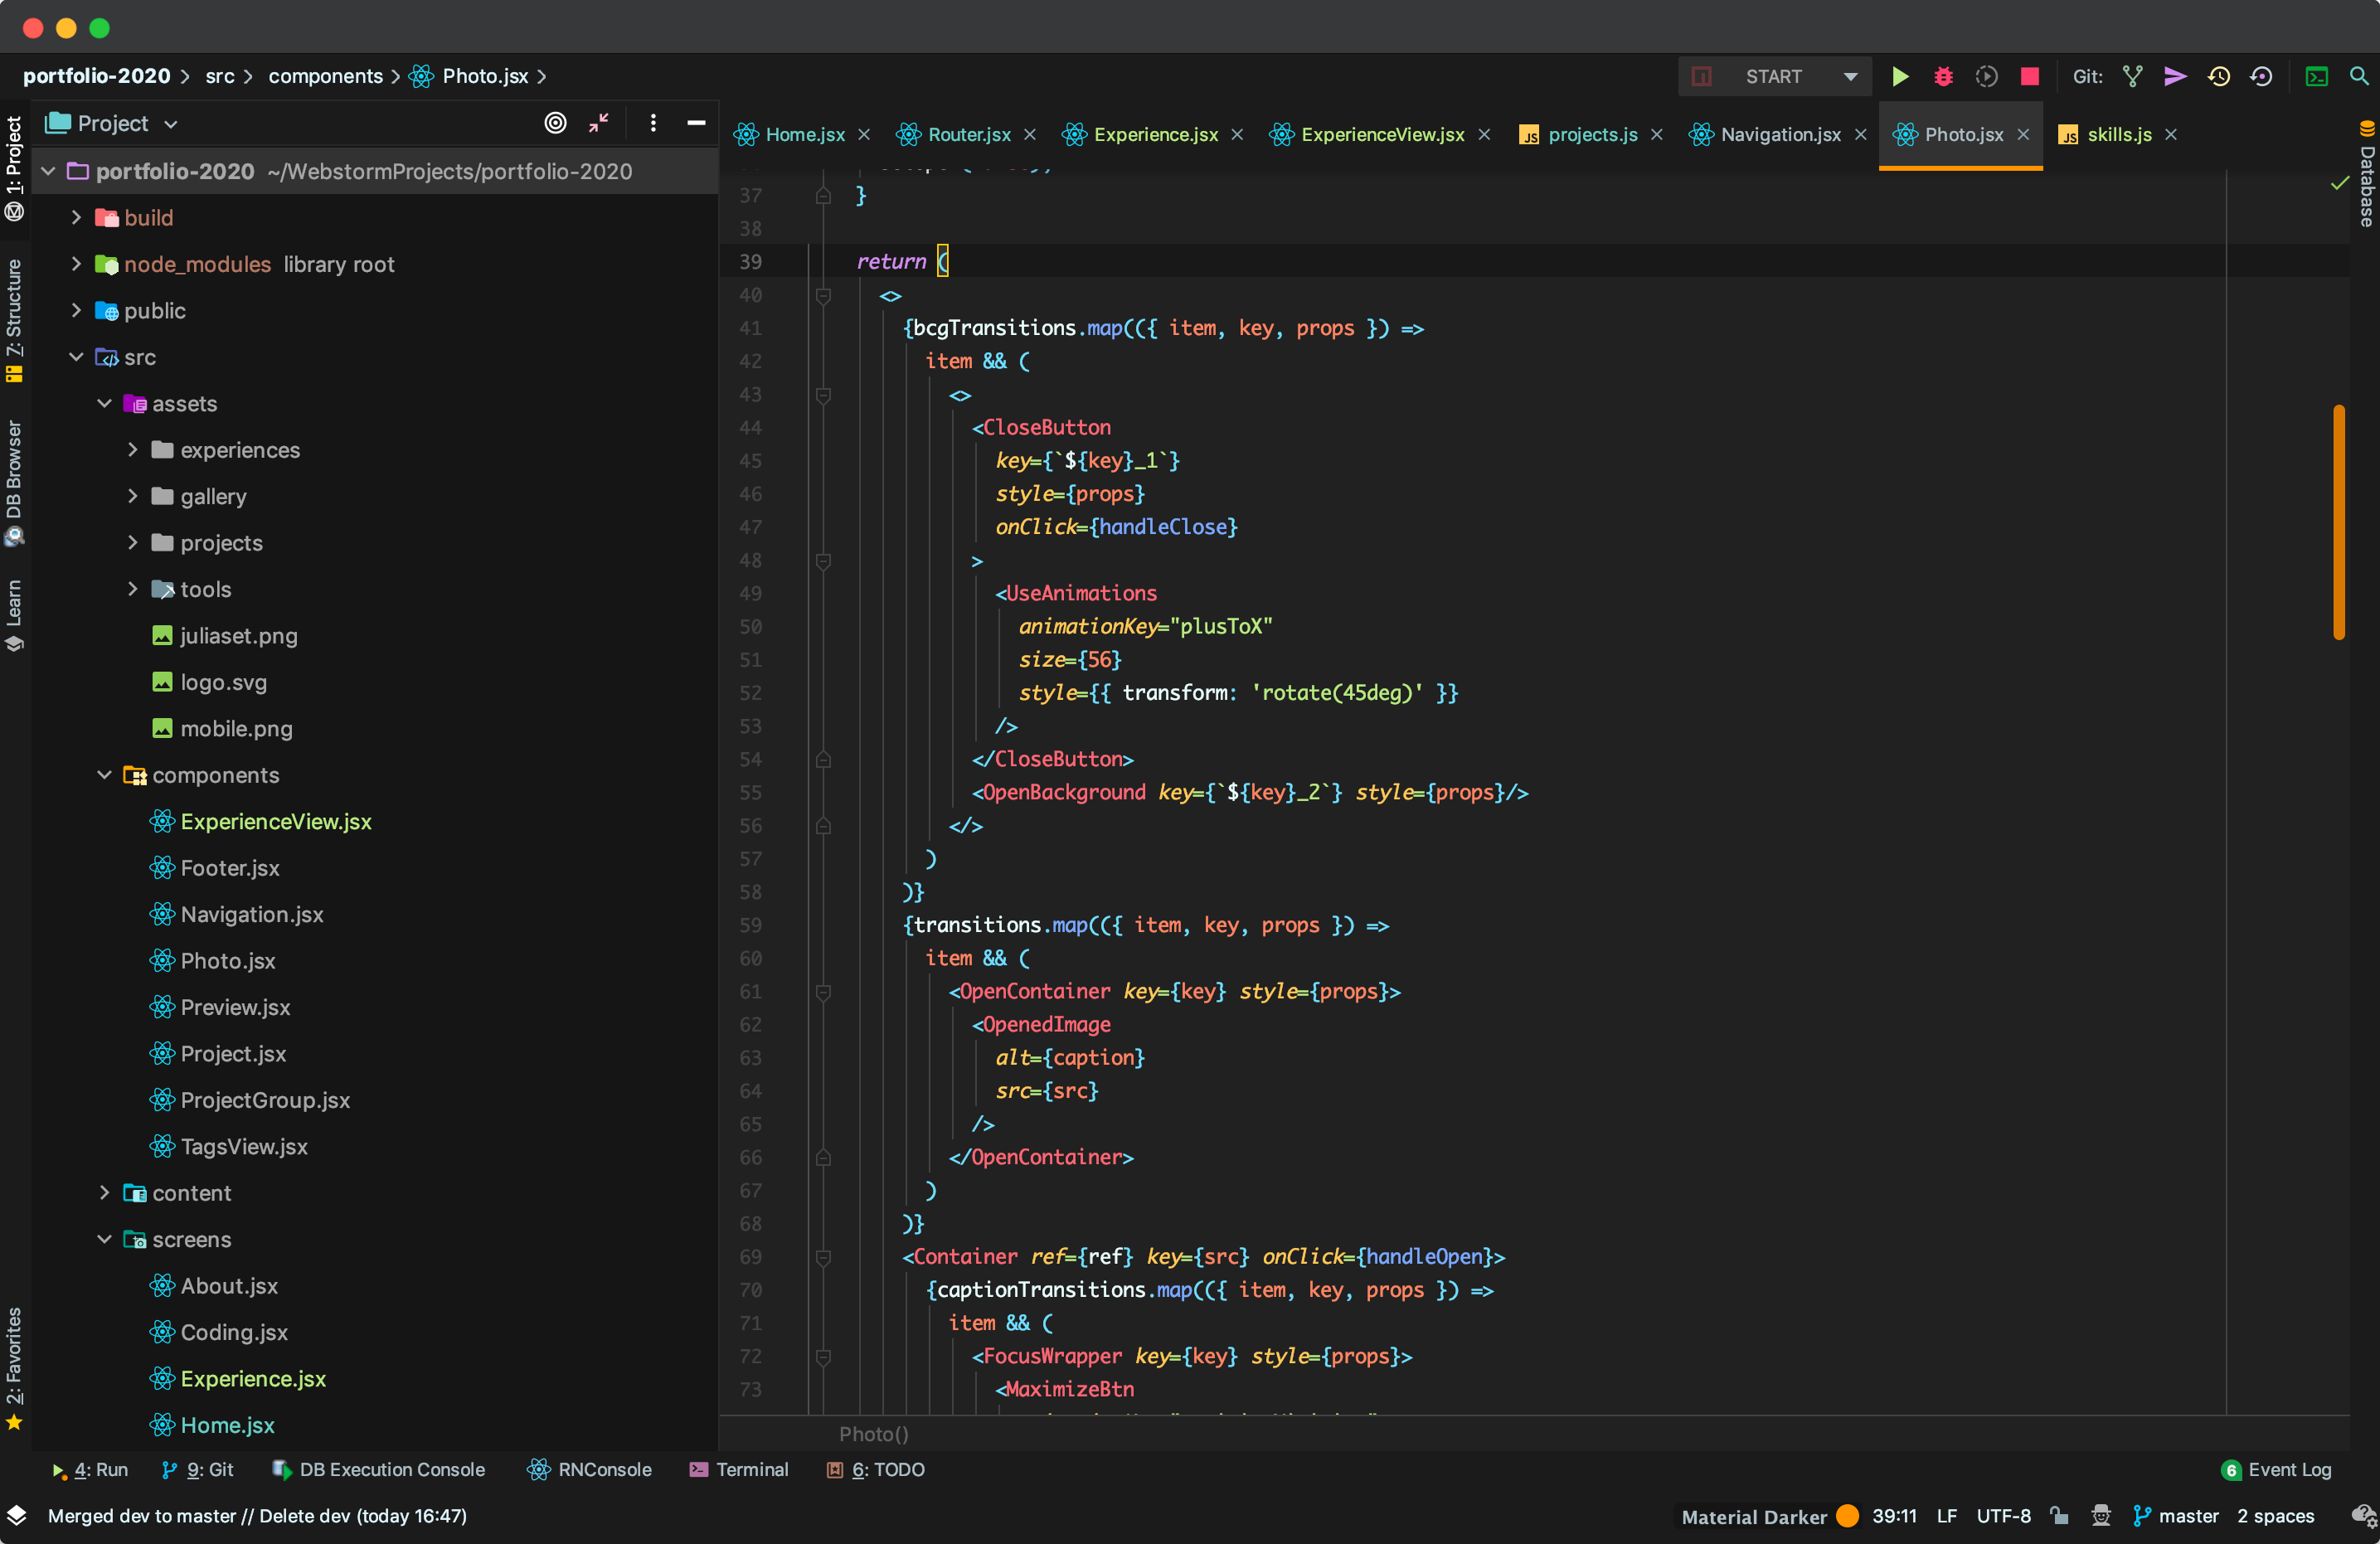 portfolio-2020 src components Photo.jsx
START Git:
Project
Home.jsx Router.jsx Experience.jsx ExperienceView.jsx projects.js Navigation.jsx Photo.jsx skills.js
1: Project
7: Structure
DB Browser
Learn
2: Favorites
Database
portfolio-2020 ~/WebstormProjects/portfolio-2020
build
node_modules library root
public
src
assets
experiences
gallery
projects
tools
juliaset.png
logo.svg
mobile.png
components
ExperienceView.jsx
Footer.jsx
Navigation.jsx
Photo.jsx
Preview.jsx
Project.jsx
ProjectGroup.jsx
TagsView.jsx
content
screens
About.jsx
Coding.jsx
Experience.jsx
Home.jsx
37 }
38
39 return (
40 <>
41 {bcgTransitions.map(({ item, key, props }) =>
42 item && (
43 <>
44 <CloseButton
45 key={`${key}_1`}
46 style={props}
47 onClick={handleClose}
48 >
49 <UseAnimations
50 animationKey="plusToX"
51 size={56}
52 style={{ transform: 'rotate(45deg)' }}
53 />
54 </CloseButton>
55 <OpenBackground key={`${key}_2`} style={props}/>
56 </>
57 )
58 )}
59 {transitions.map(({ item, key, props }) =>
60 item && (
61 <OpenContainer key={key} style={props}>
62 <OpenedImage
63 alt={caption}
64 src={src}
65 />
66 </OpenContainer>
67 )
68 )}
69 <Container ref={ref} key={src} onClick={handleOpen}>
70 {captionTransitions.map(({ item, key, props }) =>
71 item && (
72 <FocusWrapper key={key} style={props}>
73 <MaximizeBtn
Photo()
4: Run 9: Git DB Execution Console RNConsole Terminal 6: TODO 6 Event Log
Merged dev to master // Delete dev (today 16:47) Material Darker 39:11 LF UTF-8 master 2 spaces